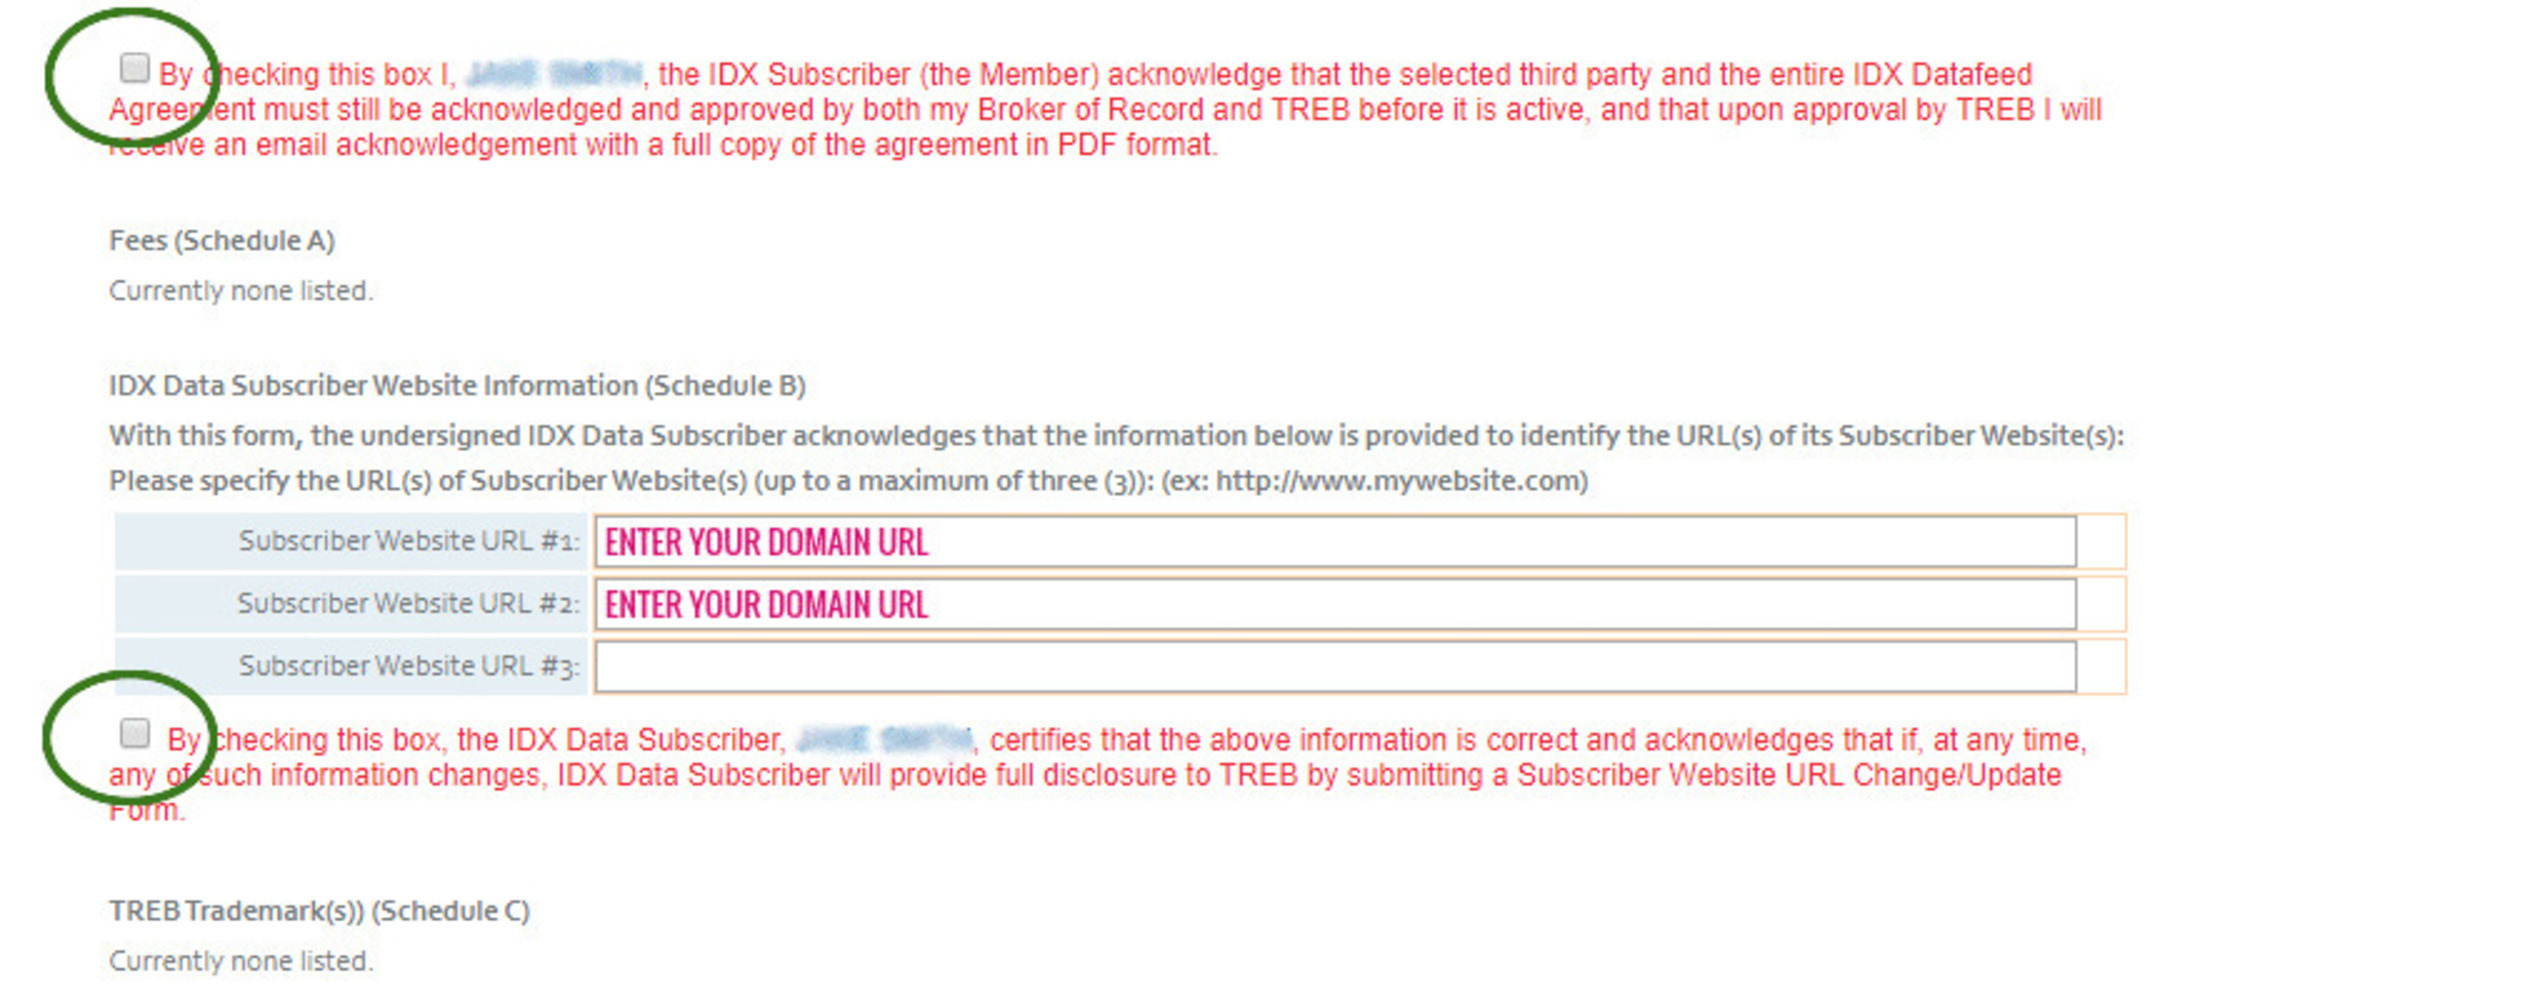 By checking this box I, , the IDX Subscriber (the Member) acknowledge that the selected third party and the entire IDX Datafeed
Agreement must still be acknowledged and approved by both my Broker of Record and TREB before it is active, and that upon approval by TREB I will
receive an email acknowledgement with a full copy of the agreement in PDF format.
Fees (Schedule A)
Currently none listed.
IDX Data Subscriber Website Information (Schedule B)
With this form, the undersigned IDX Data Subscriber acknowledges that the information below is provided to identify the URL(s) of its Subscriber Website(s):
Please specify the URL(s) of Subscriber Website(s) (up to a maximum of three (3)): (ex: http://www.mywebsite.com)
Subscriber Website URL #1: ENTER YOUR DOMAIN URL
Subscriber Website URL #2: ENTER YOUR DOMAIN URL
Subscriber Website URL #3:
By checking this box, the IDX Data Subscriber, , certifies that the above information is correct and acknowledges that if, at any time,
any of such information changes, IDX Data Subscriber will provide full disclosure to TREB by submitting a Subscriber Website URL Change/Update
Form.
TREB Trademark(s)) (Schedule C)
Currently none listed.